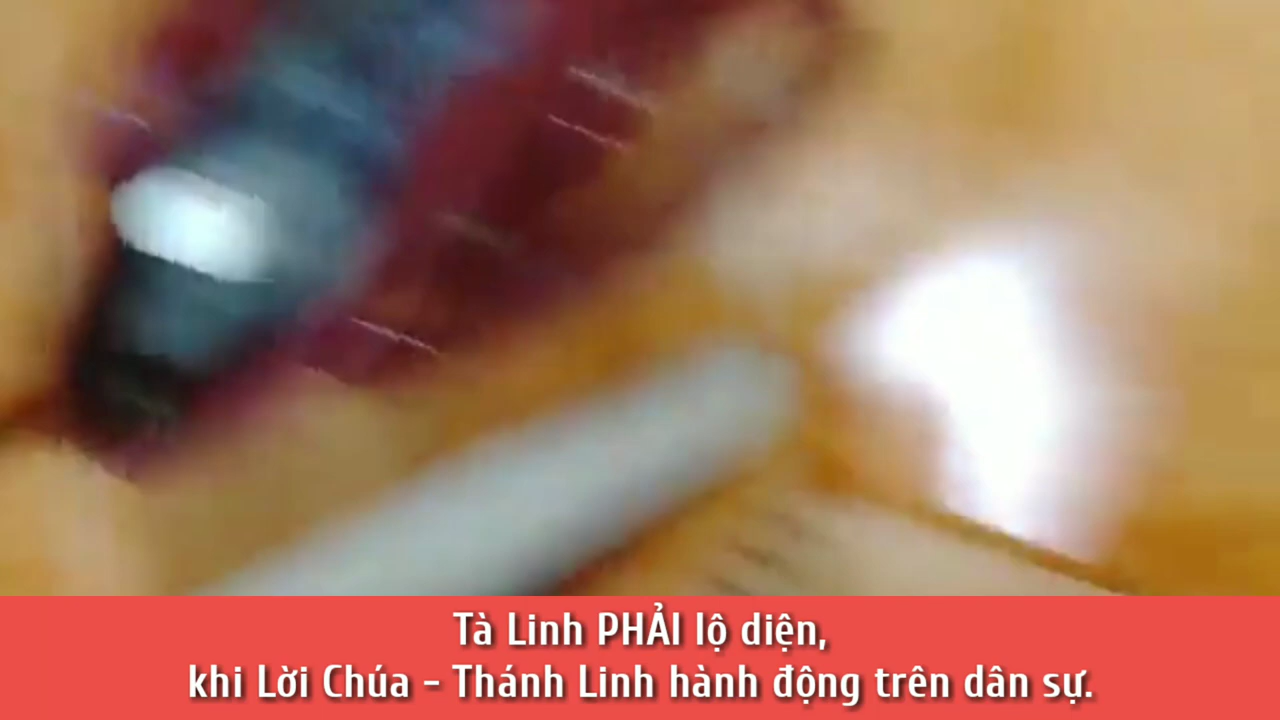 Tà Linh PHẢI lộ diện,
khi Lời Chúa - Thánh Linh hành động trên dân sự.